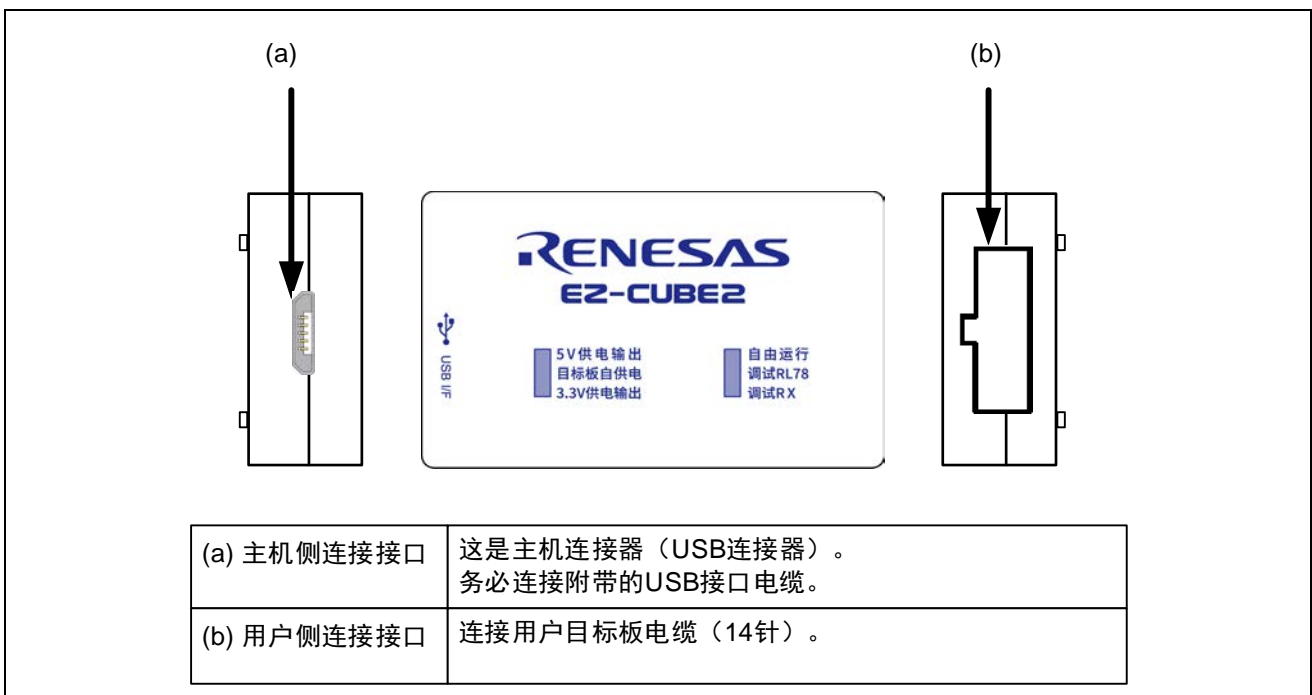 (a)
(b)
RENESAS
EZ-CUBE2
USB I/F
5V供电输出
目标板自供电
3.3V供电输出
自由运行
调试RL78
调试RX
(a) 主机侧连接接口
这是主机连接器（USB连接器）。
务必连接附带的USB接口电缆。
(b) 用户侧连接接口
连接用户目标板电缆（14针）。